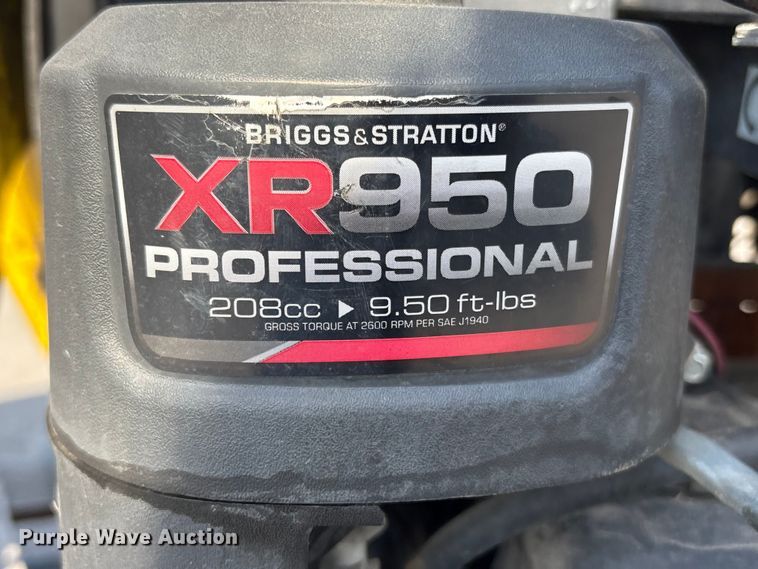 BRIGGS&STRATTON®
XR950
PROFESSIONAL
208cc ▶ 9.50 ft-lbs
GROSS TORQUE AT 2600 RPM PER SAE J1940
Purple Wave Auction